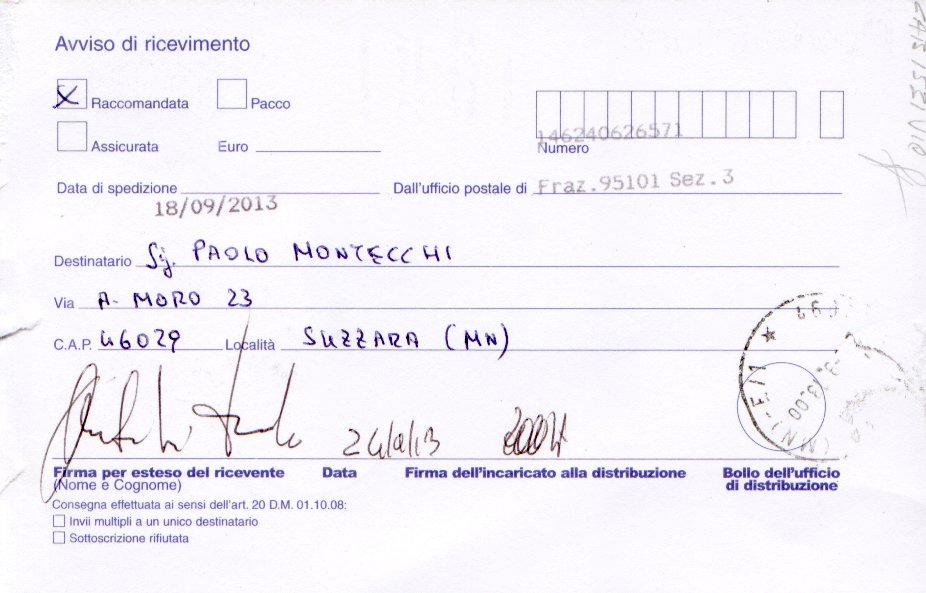 Avviso di ricevimento
X Raccomandata Pacco
Assicurata Euro
146240626571
Numero
Data di spedizione Dall'ufficio postale di Fraz.95101 Sez.3
18/09/2013
Destinatario Sig. PAOLO MONTECCHI
Via A. MORO 23
C.A.P. 46029 Località SUZZARA (MN)
Firma per esteso del ricevente Data Firma dell'incaricato alla distribuzione Bollo dell'ufficio
(Nome e Cognome) di distribuzione
Consegna effettuata ai sensi dell'art. 20 D.M. 01.10.08:
Invii multipli a un unico destinatario
Sottoscrizione rifiutata